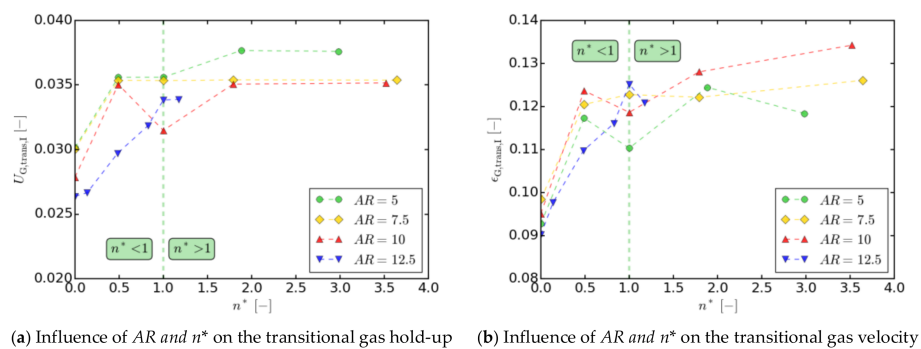 0.040
0.035
0.030
0.025
0.020
U_G,trans,I [−]
n* <1
n* >1
AR = 5
AR = 7.5
AR = 10
AR = 12.5
0.0 0.5 1.0 1.5 2.0 2.5 3.0 3.5 4.0
n* [−]
(a) Influence of AR and n* on the transitional gas hold-up
0.14
0.13
0.12
0.11
0.10
0.09
0.08
ϵ_G,trans,I [−]
n* <1
n* >1
AR = 5
AR = 7.5
AR = 10
AR = 12.5
0.0 0.5 1.0 1.5 2.0 2.5 3.0 3.5 4.0
n* [−]
(b) Influence of AR and n* on the transitional gas velocity